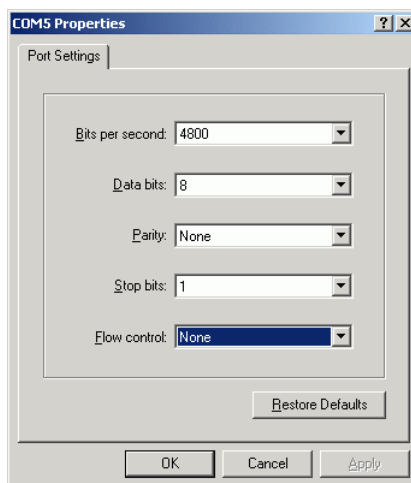 COM5 Properties
Port Settings
Bits per second: 4800
Data bits: 8
Parity: None
Stop bits: 1
Flow control: None
Restore Defaults
OK Cancel Apply